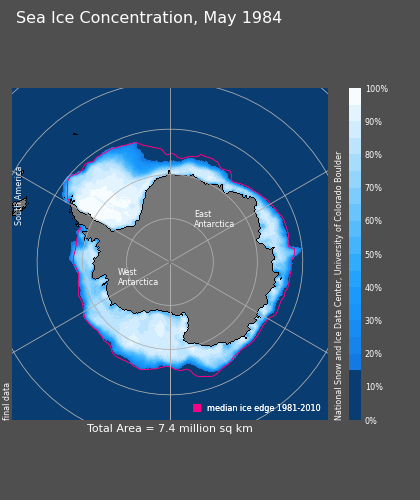 Sea Ice Concentration, May 1984
100%
90%
80%
70%
60%
50%
40%
30%
20%
10%
0%
South America
East
Antarctica
West
Antarctica
National Snow and Ice Data Center, University of Colorado Boulder
final data
median ice edge 1981-2010
Total Area = 7.4 million sq km